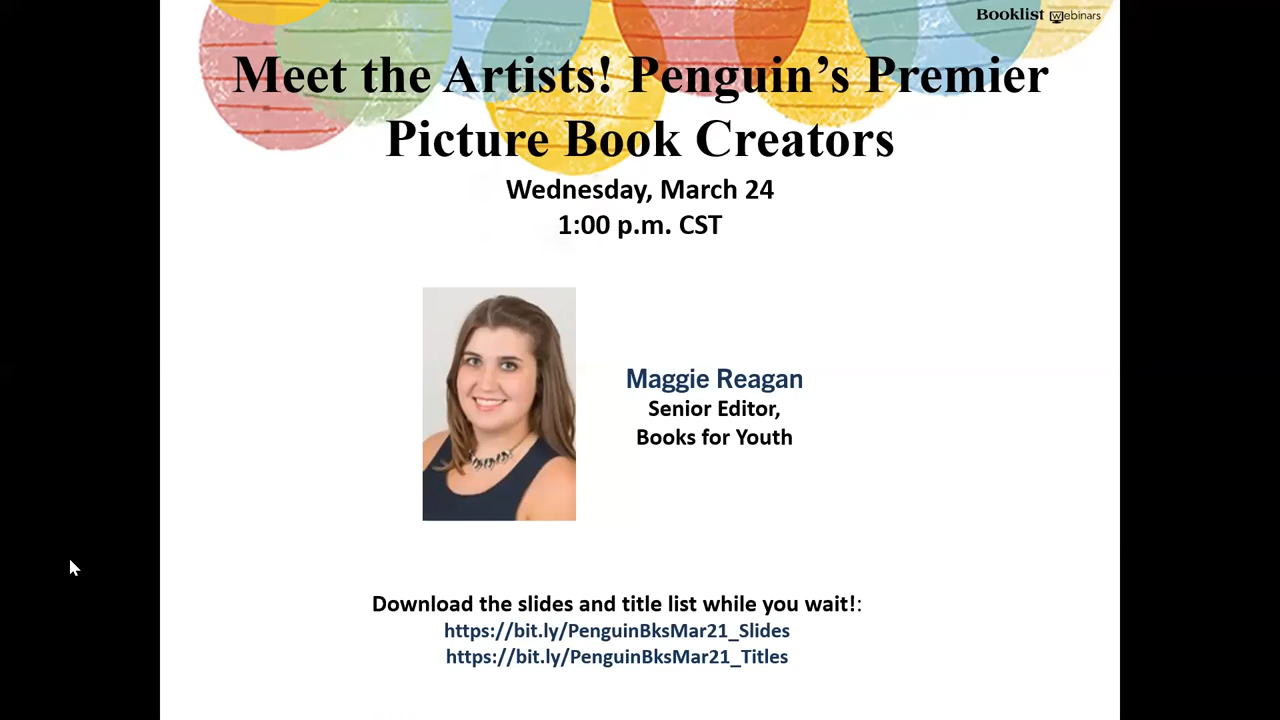 Booklist Webinars
Meet the Artists! Penguin’s Premier
Picture Book Creators
Wednesday, March 24
1:00 p.m. CST
Maggie Reagan
Senior Editor,
Books for Youth
Download the slides and title list while you wait!:
https://bit.ly/PenguinBksMar21_Slides
https://bit.ly/PenguinBksMar21_Titles